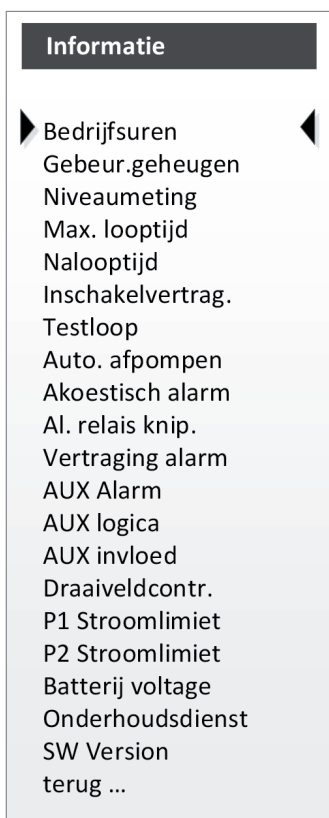 Informatie
Bedrijfsuren
Gebeur.geheugen
Niveaumeting
Max. looptijd
Nalooptijd
Inschakelvertrag.
Testloop
Auto. afpompen
Akoestisch alarm
Al. relais knip.
Vertraging alarm
AUX Alarm
AUX logica
AUX invloed
Draaiveldcontr.
P1 Stroomlimiet
P2 Stroomlimiet
Batterij voltage
Onderhoudsdienst
SW Version
terug ...